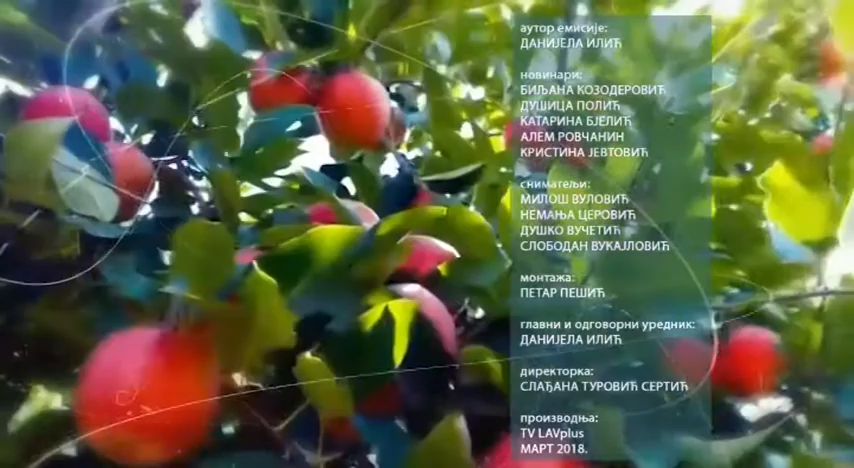 аутор емисије:
ДАНИЈЕЛА ИЛИЋ
новинари:
БИЉАНА КОЗОДЕРОВИЋ
ДУШИЦА ПОЛИЋ
КАТАРИНА БЈЕЛИЋ
АЛЕМ РОВЧАНИН
КРИСТИНА ЈЕВТОВИЋ
сниматељи:
МИЛОШ ВУЛОВИЋ
НЕМАЊА ЦЕРОВИЋ
ДУШКО ВУЧЕТИЋ
СЛОБОДАН ВУКАЈЛОВИЋ
монтажа:
ПЕТАР ПЕШИЋ
главни и одговорни уредник:
ДАНИЈЕЛА ИЛИЋ
директорка:
СЛАЂАНА ТУРОВИЋ СЕРТИЋ
производња:
TV LAVplus
МАРТ 2018.